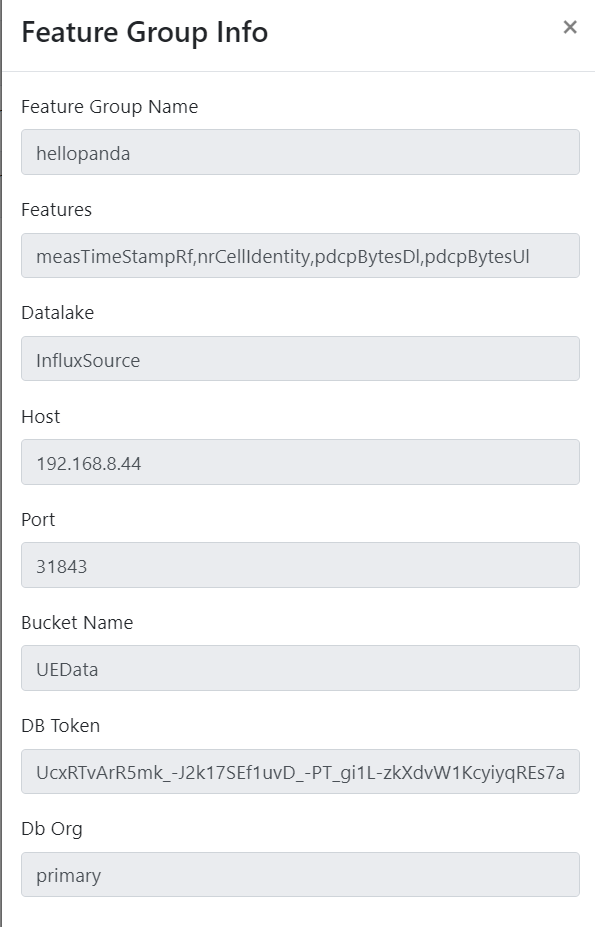 Feature Group Info
×
Feature Group Name
hellopanda
Features
measTimeStampRf,nrCellIdentity,pdcpBytesDl,pdcpBytesUl
Datalake
InfluxSource
Host
192.168.8.44
Port
31843
Bucket Name
UEData
DB Token
UcxRTvArR5mk_-J2k17SEf1uvD_-PT_gi1L-zkXdvW1KcyiyqREs7a
Db Org
primary